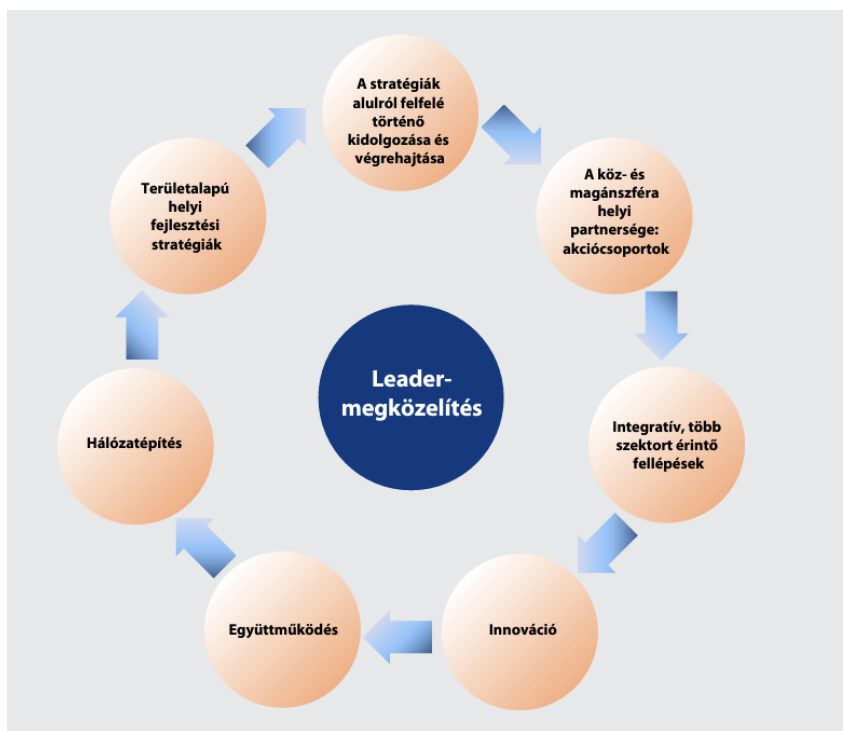 A stratégiák
alulról felfelé
történő
kidolgozása és
végrehajtása
A köz- és
magánszféra
helyi
partnersége:
akciócsoportok
Integratív, több
szektort érintő
fellépések
Innováció
Együttműködés
Hálózatépítés
Területalapú
helyi
fejlesztési
stratégiák
Leader-
megközelítés